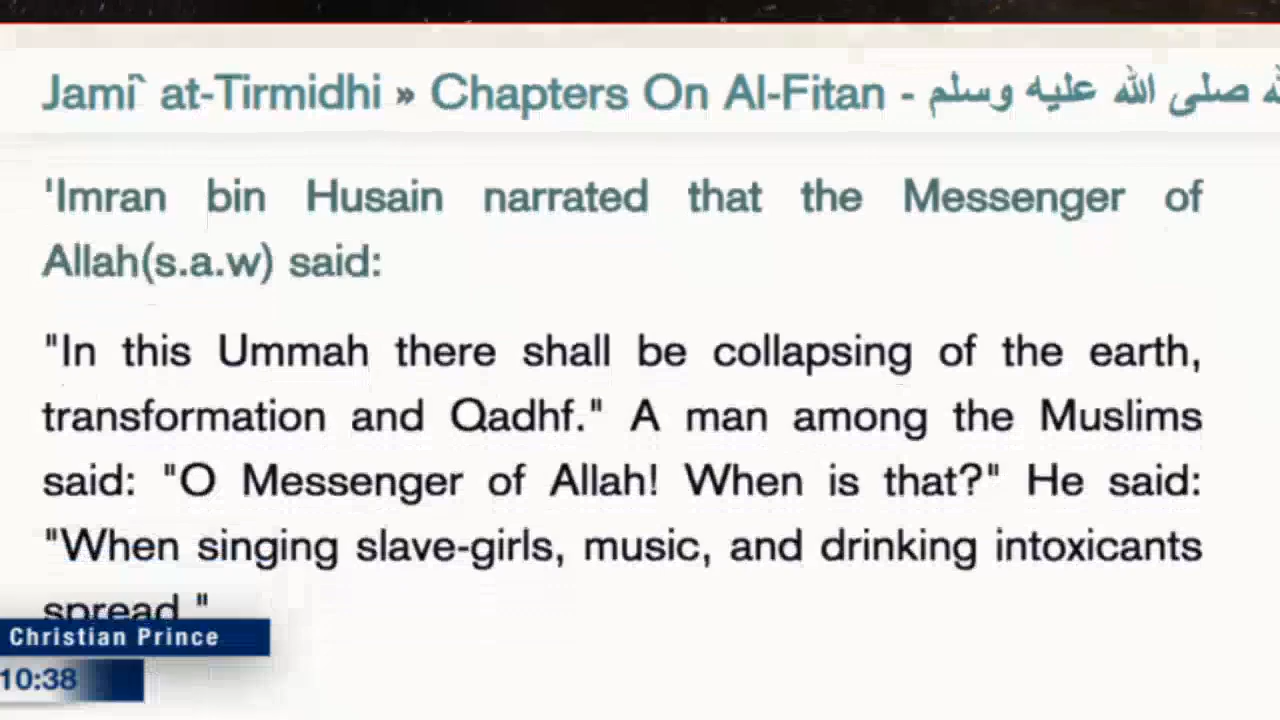 Jami` at-Tirmidhi » Chapters On Al-Fitan - صلى الله عليه وسلم
'Imran bin Husain narrated that the Messenger of
Allah(s.a.w) said:
"In this Ummah there shall be collapsing of the earth,
transformation and Qadhf." A man among the Muslims
said: "O Messenger of Allah! When is that?" He said:
"When singing slave-girls, music, and drinking intoxicants
spread."
Christian Prince
10:38